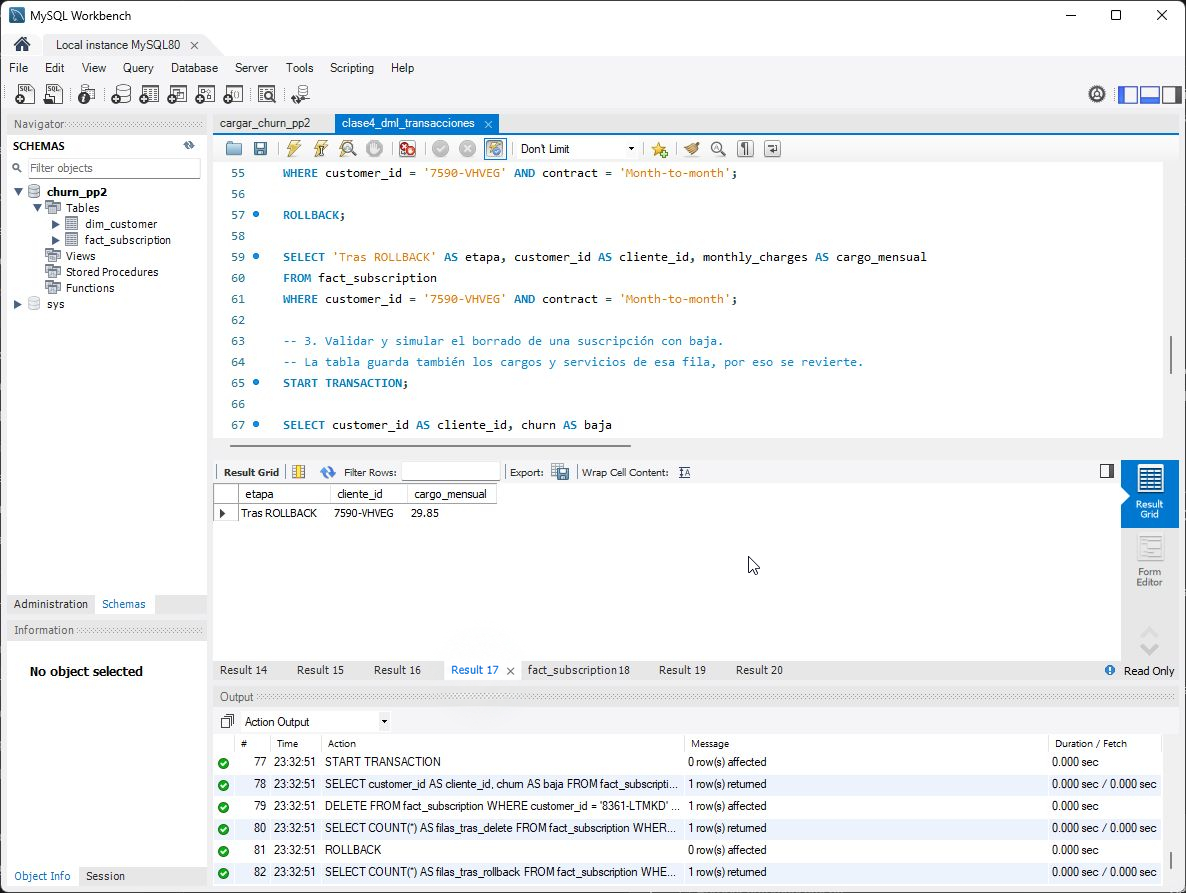 MySQL Workbench
Local instance MySQL80
File Edit View Query Database Server Tools Scripting Help
Navigator
SCHEMAS
Filter objects
churn_pp2
Tables
dim_customer
fact_subscription
Views
Stored Procedures
Functions
sys
Administration Schemas
Information
No object selected
Object Info Session
cargar_churn_pp2 clase4_dml_transacciones
Don't Limit
55 WHERE customer_id = '7590-VHVEG' AND contract = 'Month-to-month';
56
57 ROLLBACK;
58
59 SELECT 'Tras ROLLBACK' AS etapa, customer_id AS cliente_id, monthly_charges AS cargo_mensual
60 FROM fact_subscription
61 WHERE customer_id = '7590-VHVEG' AND contract = 'Month-to-month';
62
63 -- 3. Validar y simular el borrado de una suscripción con baja.
64 -- La tabla guarda también los cargos y servicios de esa fila, por eso se revierte.
65 START TRANSACTION;
66
67 SELECT customer_id AS cliente_id, churn AS baja
Result Grid Filter Rows: Export: Wrap Cell Content:
etapa cliente_id cargo_mensual
Tras ROLLBACK 7590-VHVEG 29.85
Result Grid
Form Editor
Result 14 Result 15 Result 16 Result 17 fact_subscription18 Result 19 Result 20
Read Only
Output
Action Output
# Time Action Message Duration / Fetch
77 23:32:51 START TRANSACTION 0 row(s) affected 0.000 sec
78 23:32:51 SELECT customer_id AS cliente_id, churn AS baja FROM fact_subscripti... 1 row(s) returned 0.000 sec / 0.000 sec
79 23:32:51 DELETE FROM fact_subscription WHERE customer_id = '8361-LTMKD' ... 1 row(s) affected 0.000 sec
80 23:32:51 SELECT COUNT(*) AS filas_tras_delete FROM fact_subscription WHER... 1 row(s) returned 0.000 sec / 0.000 sec
81 23:32:51 ROLLBACK 0 row(s) affected 0.000 sec
82 23:32:51 SELECT COUNT(*) AS filas_tras_rollback FROM fact_subscription WHE... 1 row(s) returned 0.000 sec / 0.000 sec